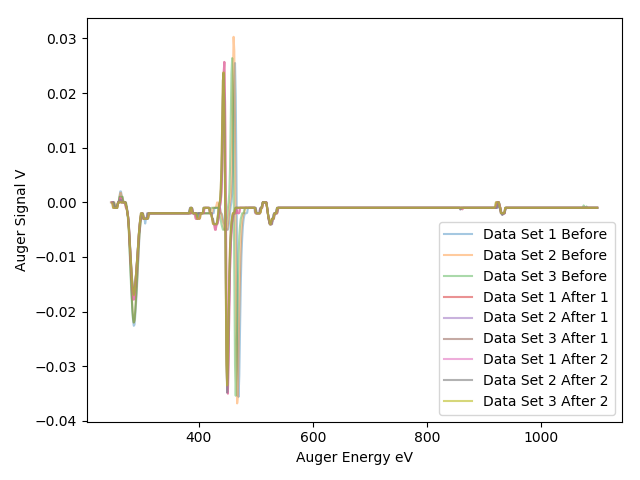 0.03
0.02
0.01
0.00
−0.01
−0.02
−0.03
−0.04
Auger Signal V
400
600
800
1000
Auger Energy eV
Data Set 1 Before
Data Set 2 Before
Data Set 3 Before
Data Set 1 After 1
Data Set 2 After 1
Data Set 3 After 1
Data Set 1 After 2
Data Set 2 After 2
Data Set 3 After 2